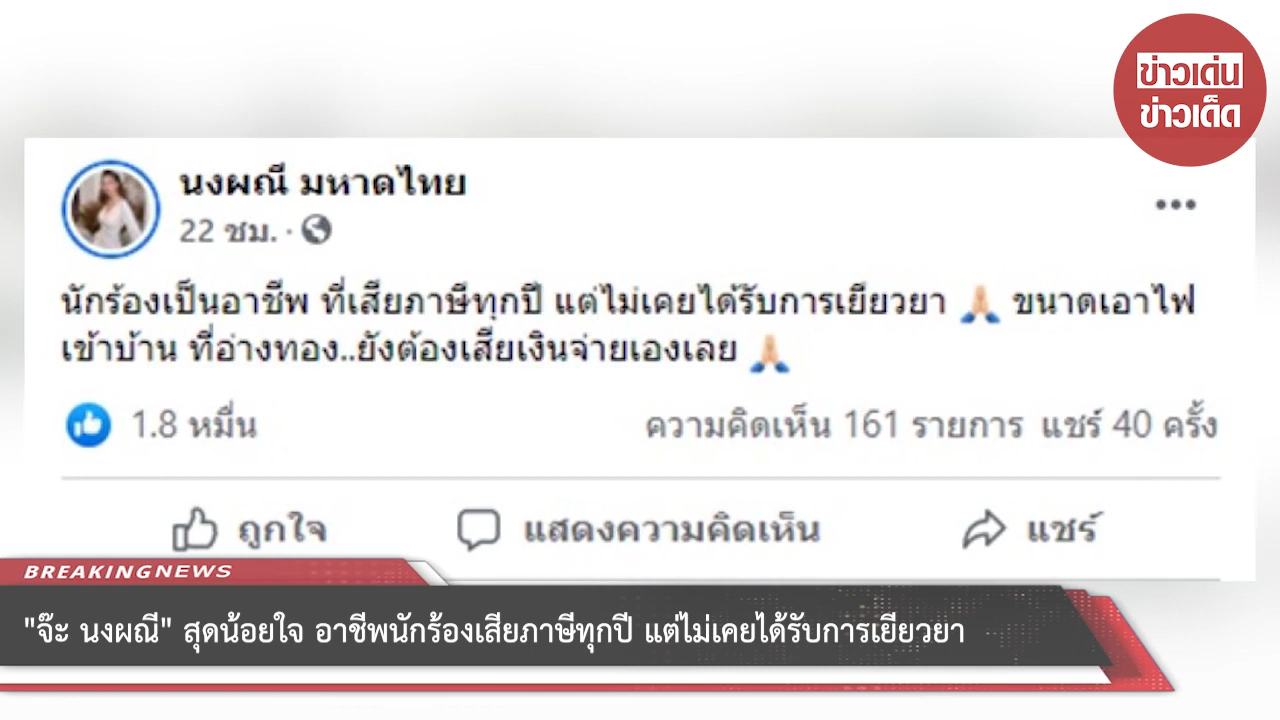 ข่าวเด่น
ข่าวเด็ด
นงผณี มหาดไทย
22 ชม. ·
นักร้องเป็นอาชีพ ที่เสียภาษีทุกปี แต่ไม่เคยได้รับการเยียวยา 🙏🏻 ขนาดเอาไฟ
เข้าบ้าน ที่อ่างทอง..ยังต้องเสียเงินจ่ายเองเลย 🙏🏻
1.8 หมื่น ความคิดเห็น 161 รายการ แชร์ 40 ครั้ง
ถูกใจ แสดงความคิดเห็น แชร์
BREAKINGNEWS
"จ๊ะ นงผณี" สุดน้อยใจ อาชีพนักร้องเสียภาษีทุกปี แต่ไม่เคยได้รับการเยียวยา